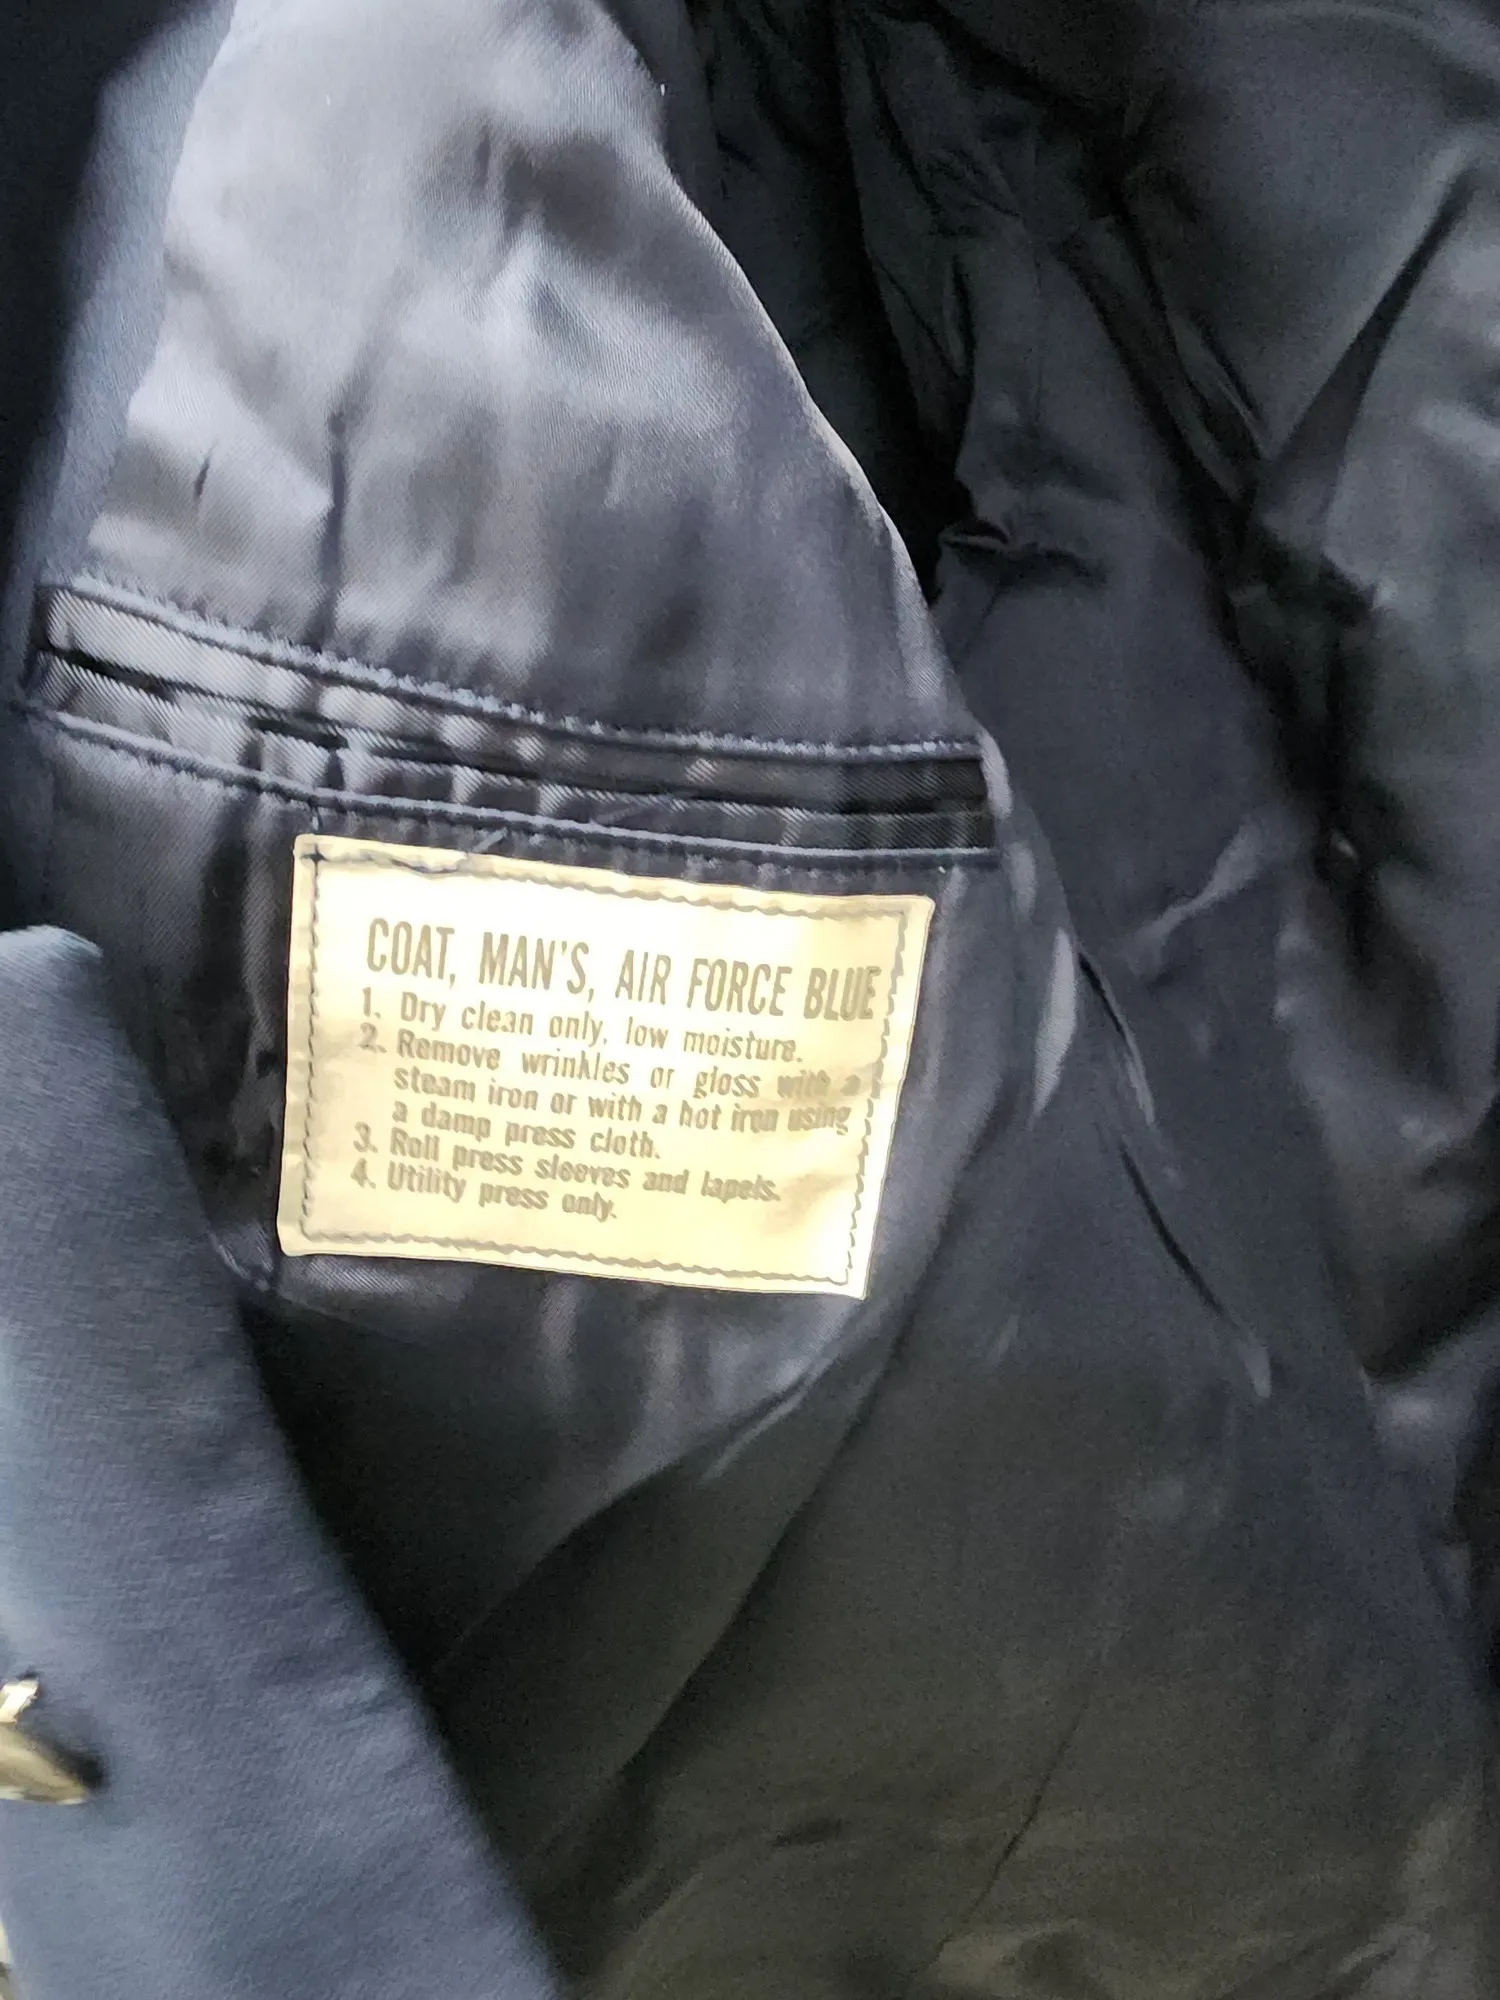 COAT, MAN'S, AIR FORCE BLUE
1. Dry clean only, low moisture.
2. Remove wrinkles or gloss with a
steam iron or with a hot iron using
a damp press cloth.
3. Roll press sleeves and lapels.
4. Utility press only.